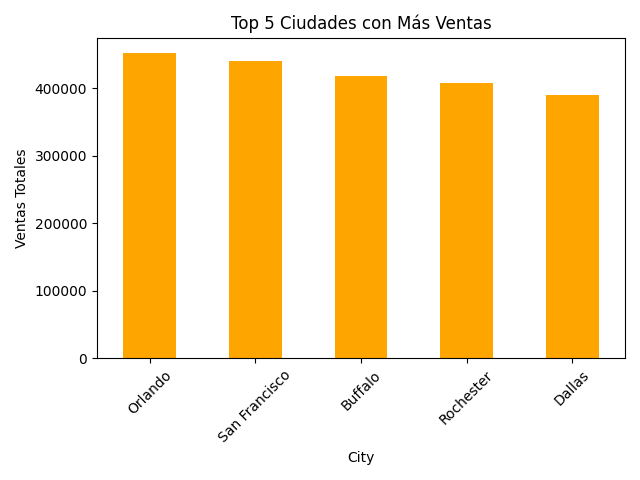 Top 5 Ciudades con Más Ventas
Ventas Totales
400000
300000
200000
100000
0
Orlando
San Francisco
Buffalo
Rochester
Dallas
City